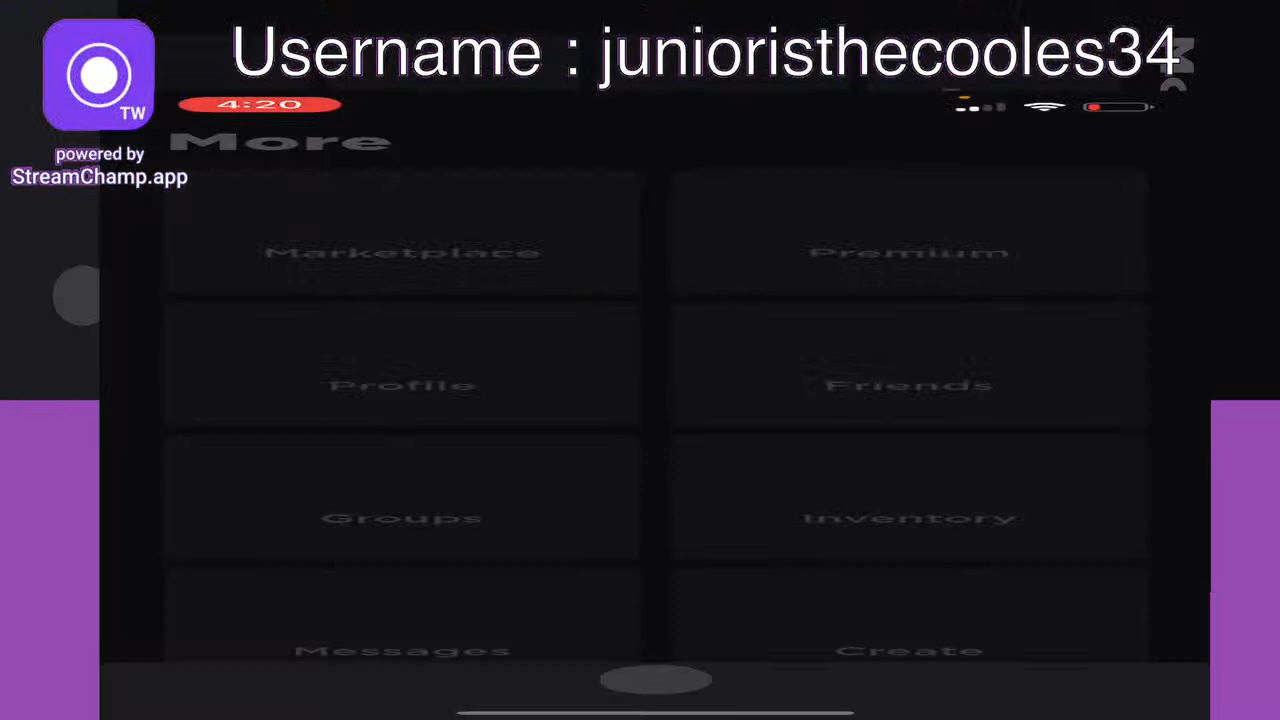 Username : junioristhecooles34
TW
powered by
StreamChamp.app
4:20
More
Marketplace
Premium
Profile
Friends
Groups
Inventory
Messages
Create